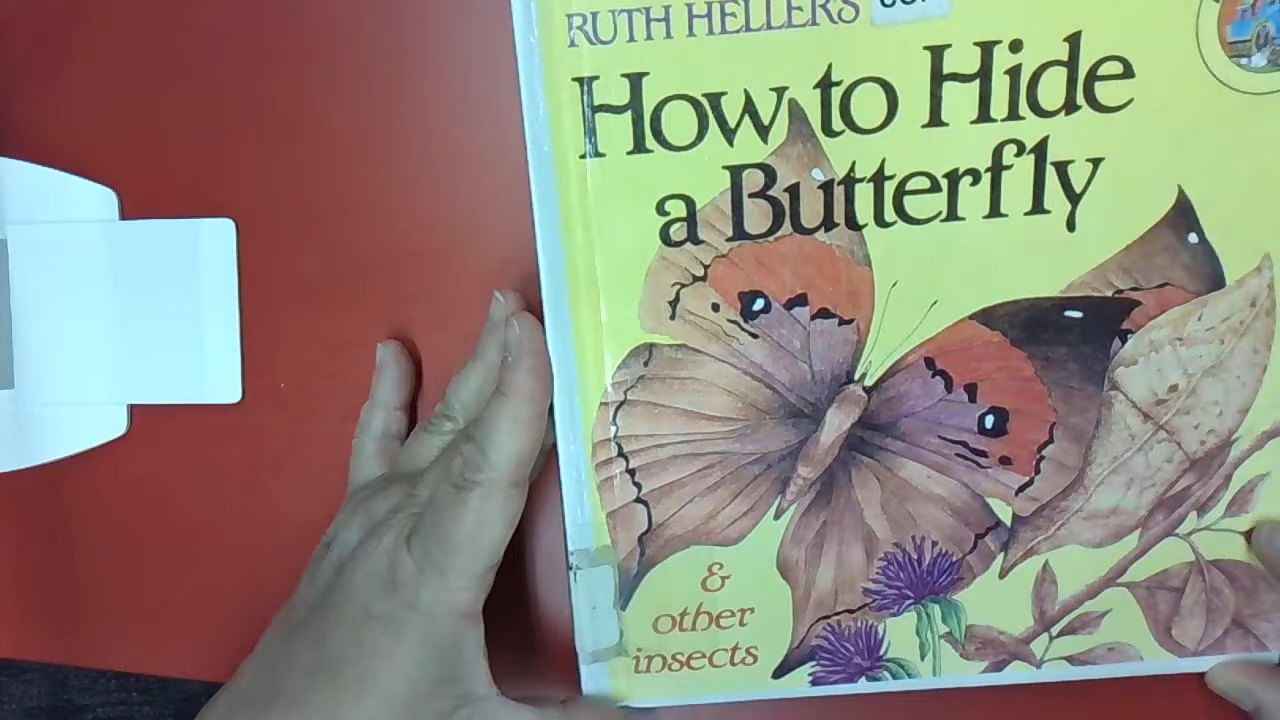 RUTH HELLER'S
How to Hide
a Butterfly
&
other
insects